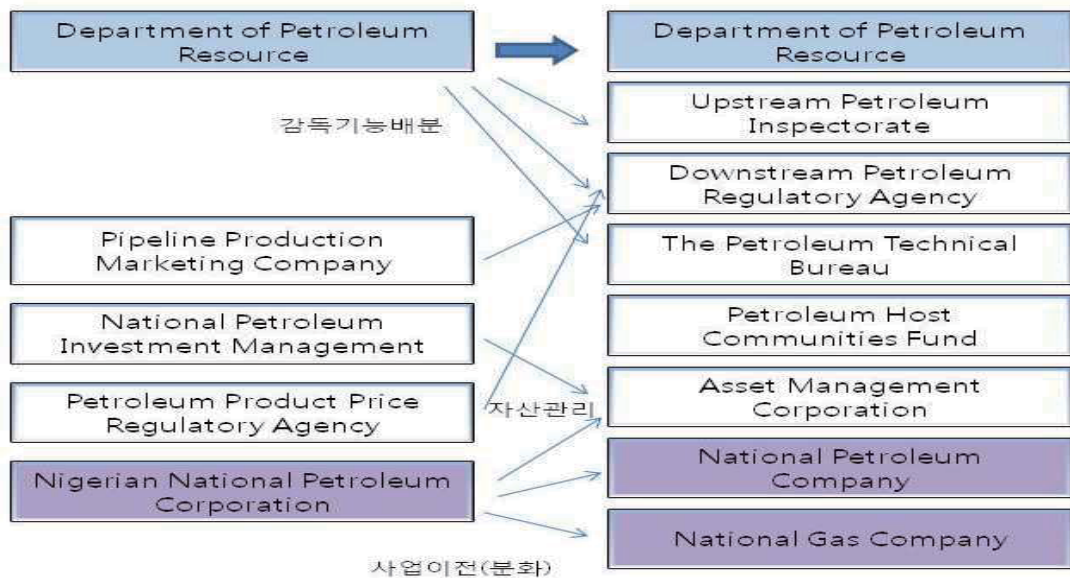 Department of Petroleum
Resource
감독기능배분
Pipeline Production
Marketing Company
National Petroleum
Investment Management
Petroleum Product Price
Regulatory Agency
Nigerian National Petroleum
Corporation
자산관리
사업이전(분화)
Department of Petroleum
Resource
Upstream Petroleum
Inspectorate
Downstream Petroleum
Regulatory Agency
The Petroleum Technical
Bureau
Petroleum Host
Communities Fund
Asset Management
Corporation
National Petroleum
Company
National Gas Company